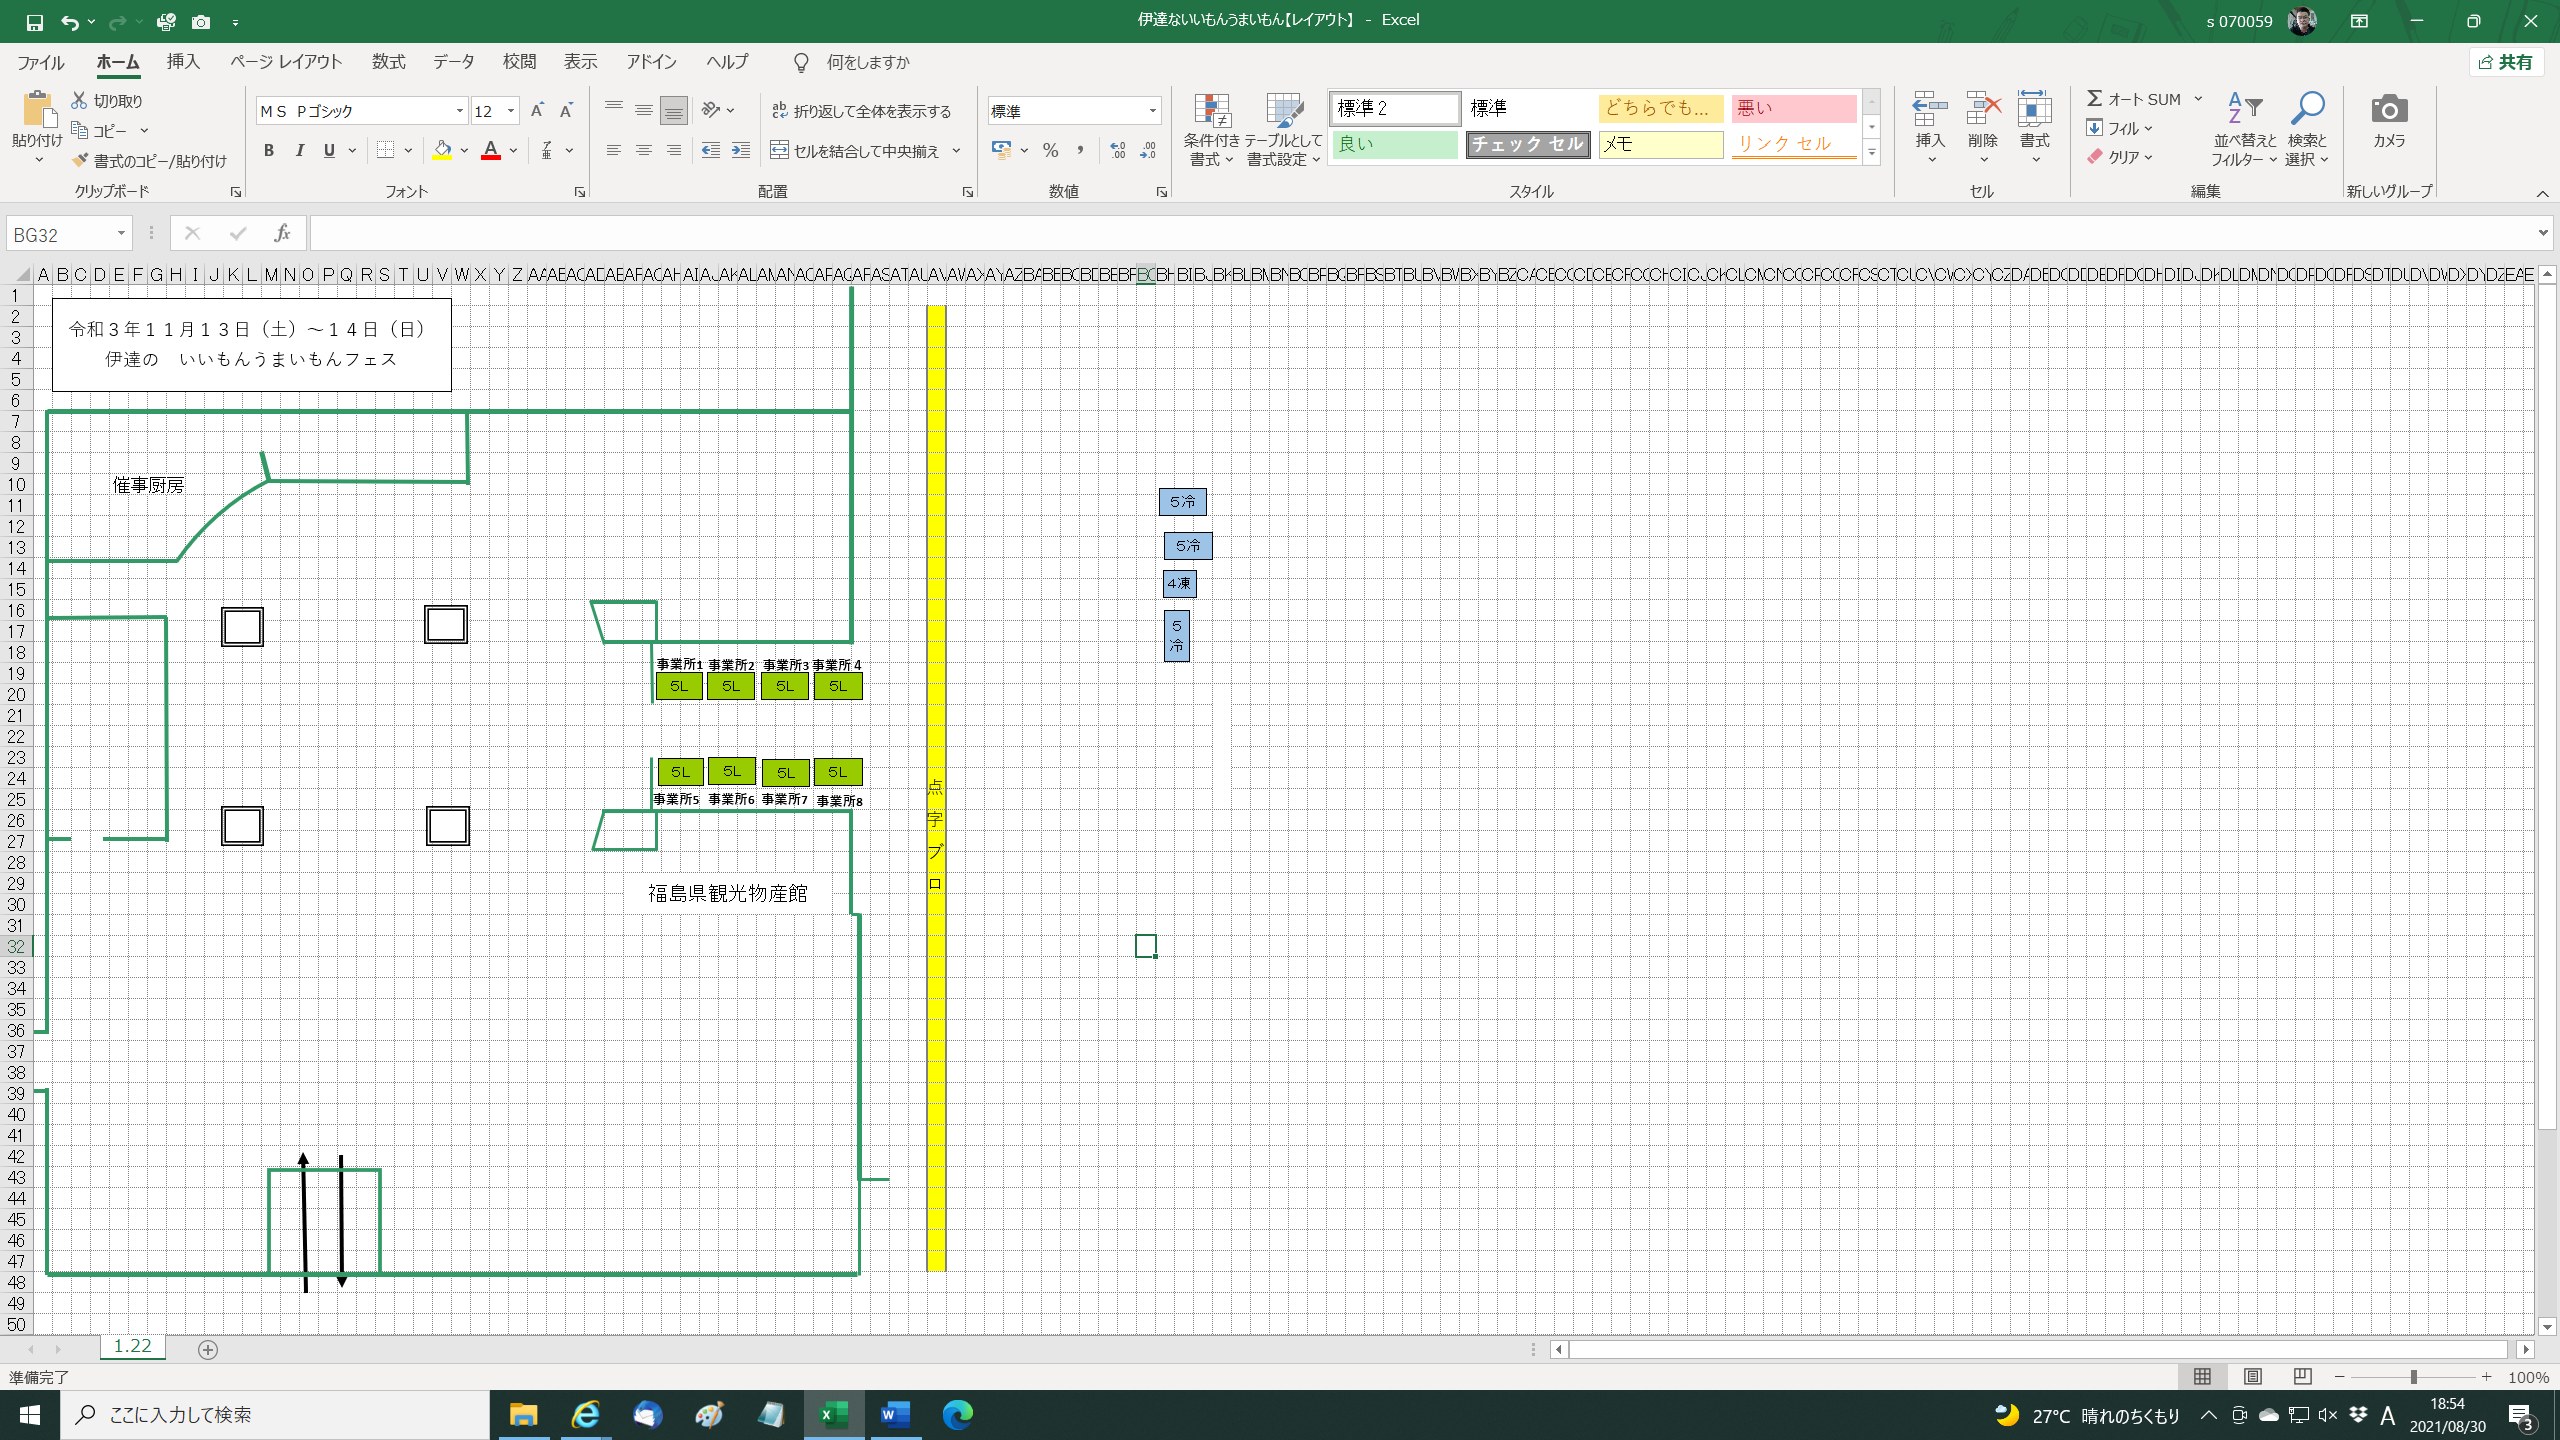 伊達ないいもんうまいもん【レイアウト】 - Excel
s 070059
ファイル ホーム 挿入 ページ レイアウト 数式 データ 校閲 表示 アドイン ヘルプ 何をしますか
共有
貼り付け
切り取り
コピー
書式のコピー/貼り付け
クリップボード
ＭＳ Ｐゴシック 12
B I U
フォント
折り返して全体を表示する
セルを結合して中央揃え
配置
標準
数値
条件付き書式
テーブルとして書式設定
標準 2 標準 どちらでも... 悪い
良い チェック セル メモ リンク セル
スタイル
挿入 削除 書式
セル
オート SUM
フィル
クリア
並べ替えとフィルター
検索と選択
編集
カメラ
新しいグループ
BG32
令和３年１１月１３日（土）～１４日（日）
伊達の　いいもんうまいもんフェス
催事厨房
５冷
５冷
４凍
５冷
事業所1 事業所2 事業所3 事業所４
５L ５L ５L ５L
５L ５L ５L ５L
事業所5 事業所6 事業所7 事業所8
点字ブロ
福島県観光物産館
1.22
準備完了
100%
ここに入力して検索
27°C 晴れのちくもり
A
18:54
2021/08/30
3